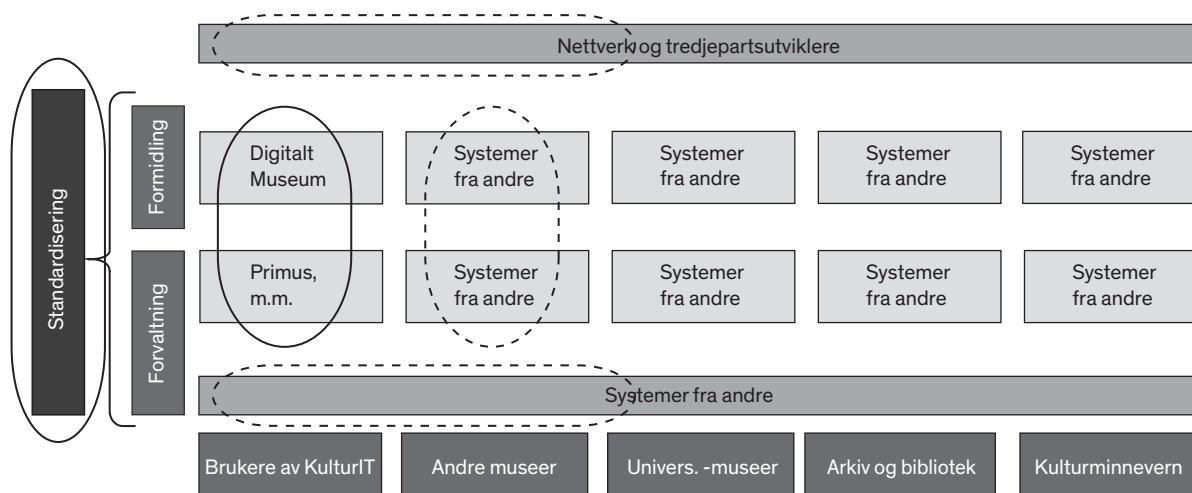 Nettverk og tredjepartsutviklere
Standardisering
Formidling
Digitalt
Museum
Systemer
fra andre
Systemer
fra andre
Systemer
fra andre
Systemer
fra andre
Forvaltning
Primus,
m.m.
Systemer
fra andre
Systemer
fra andre
Systemer
fra andre
Systemer
fra andre
Systemer fra andre
Brukere av KulturIT
Andre museer
Univers. -museer
Arkiv og bibliotek
Kulturminnevern